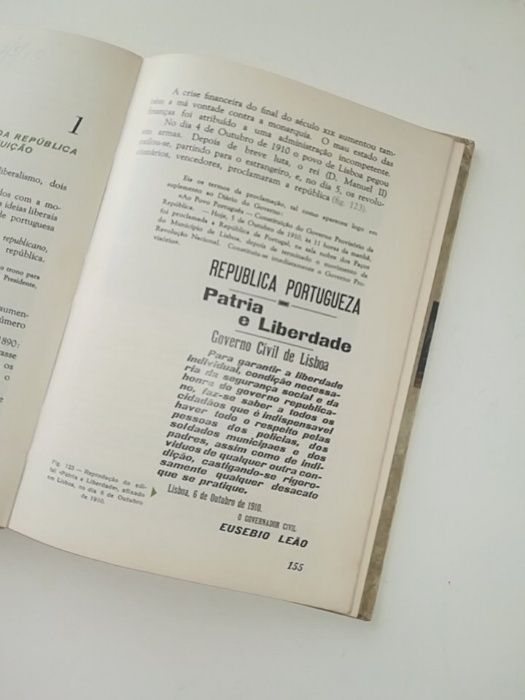 1
DA REPÚBLICA
UIÇÃO
liberalismo, dois
dos com a mo-
ideias liberais
de portuguesa
republicano,
república,
o trono para
Presidente,
aumen-
número
1890:
rasse
os
o
A crise financeira do final do século XIX aumentou tam-
bém a má vontade contra a monarquia. O mau estado das
finanças foi atribuído a uma administração incompetente.
No dia 4 de Outubro de 1910 o povo de Lisboa pegou
em armas. Depois de breve luta, o rei (D. Manuel II)
partindo para o estrangeiro, e, no dia 5, os revolu-
cionários, vencedores, proclamaram a república (fig. 123).
Eis os termos da proclamação, tal como apareceu logo em
suplemento ao Diário do Governo:
«Ao Povo Português — Constituição do Governo Provisório da
República. — Hoje, 5 de Outubro de 1910, às 11 horas da manhã,
foi proclamada a República de Portugal, na sala nobre dos Paços
do Município de Lisboa, depois de terminado o movimento da
Revolução Nacional. Constituiu-se imediatamente o Governo Pro-
visório».
REPUBLICA PORTUGUEZA
Patria
e Liberdade
Governo Civil de Lisboa
Para garantir a liberdade
individual, condição necessa-
ria da segurança social e da
honra do governo republica-
no, faz-se saber a todos os
cidadãos que é indispensavel
haver todo o respeito pelas
pessoas dos policias, dos
soldados municipaes e dos
padres, assim como de indi-
viduos de qualquer outra con-
dição, castigando-se rigoro-
samente qualquer desacato
que se pratique.
Lisboa, 6 de Outubro de 1910.
O GOVERNADOR CIVIL
EUSEBIO LEÃO
Fig. 123 — Reprodução do edi-
tal «Patria e Liberdade», afixado
em Lisboa, no dia 6 de Outubro
de 1910.
155